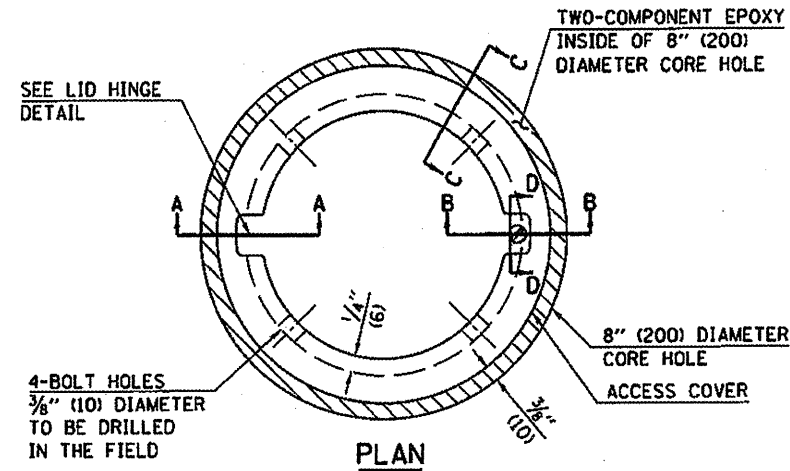 TWO-COMPONENT EPOXY
INSIDE OF 8" (200)
DIAMETER CORE HOLE
SEE LID HINGE
DETAIL
C
C
A
A
B
B
D
D
1/4"
(6)
3/8"
(10)
8" (200) DIAMETER
CORE HOLE
ACCESS COVER
4-BOLT HOLES
3/8" (10) DIAMETER
TO BE DRILLED
IN THE FIELD
PLAN